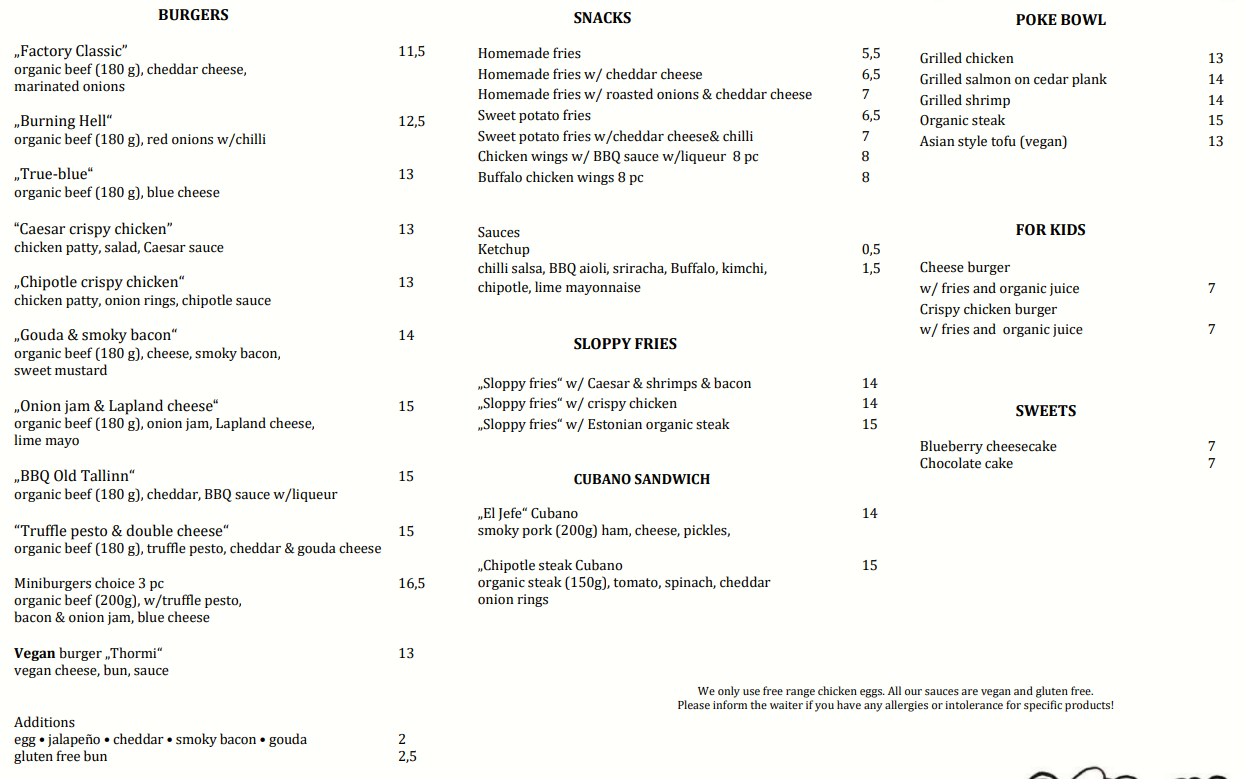 BURGERS
„Factory Classic” 11,5
organic beef (180 g), cheddar cheese,
marinated onions
„Burning Hell“ 12,5
organic beef (180 g), red onions w/chilli
„True-blue“ 13
organic beef (180 g), blue cheese
“Caesar crispy chicken” 13
chicken patty, salad, Caesar sauce
„Chipotle crispy chicken“ 13
chicken patty, onion rings, chipotle sauce
„Gouda & smoky bacon“ 14
organic beef (180 g), cheese, smoky bacon,
sweet mustard
„Onion jam & Lapland cheese“ 15
organic beef (180 g), onion jam, Lapland cheese,
lime mayo
„BBQ Old Tallinn“ 15
organic beef (180 g), cheddar, BBQ sauce w/liqueur
“Truffle pesto & double cheese“ 15
organic beef (180 g), truffle pesto, cheddar & gouda cheese
Miniburgers choice 3 pc 16,5
organic beef (200g), w/truffle pesto,
bacon & onion jam, blue cheese
Vegan burger „Thormi“ 13
vegan cheese, bun, sauce
Additions
egg • jalapeño • cheddar • smoky bacon • gouda 2
gluten free bun 2,5
SNACKS
Homemade fries 5,5
Homemade fries w/ cheddar cheese 6,5
Homemade fries w/ roasted onions & cheddar cheese 7
Sweet potato fries 6,5
Sweet potato fries w/cheddar cheese& chilli 7
Chicken wings w/ BBQ sauce w/liqueur 8 pc 8
Buffalo chicken wings 8 pc 8
Sauces
Ketchup 0,5
chilli salsa, BBQ aioli, sriracha, Buffalo, kimchi, 1,5
chipotle, lime mayonnaise
SLOPPY FRIES
„Sloppy fries“ w/ Caesar & shrimps & bacon 14
„Sloppy fries“ w/ crispy chicken 14
„Sloppy fries“ w/ Estonian organic steak 15
CUBANO SANDWICH
„El Jefe“ Cubano 14
smoky pork (200g) ham, cheese, pickles,
„Chipotle steak Cubano 15
organic steak (150g), tomato, spinach, cheddar
onion rings
POKE BOWL
Grilled chicken 13
Grilled salmon on cedar plank 14
Grilled shrimp 14
Organic steak 15
Asian style tofu (vegan) 13
FOR KIDS
Cheese burger
w/ fries and organic juice 7
Crispy chicken burger
w/ fries and organic juice 7
SWEETS
Blueberry cheesecake 7
Chocolate cake 7
We only use free range chicken eggs. All our sauces are vegan and gluten free.
Please inform the waiter if you have any allergies or intolerance for specific products!